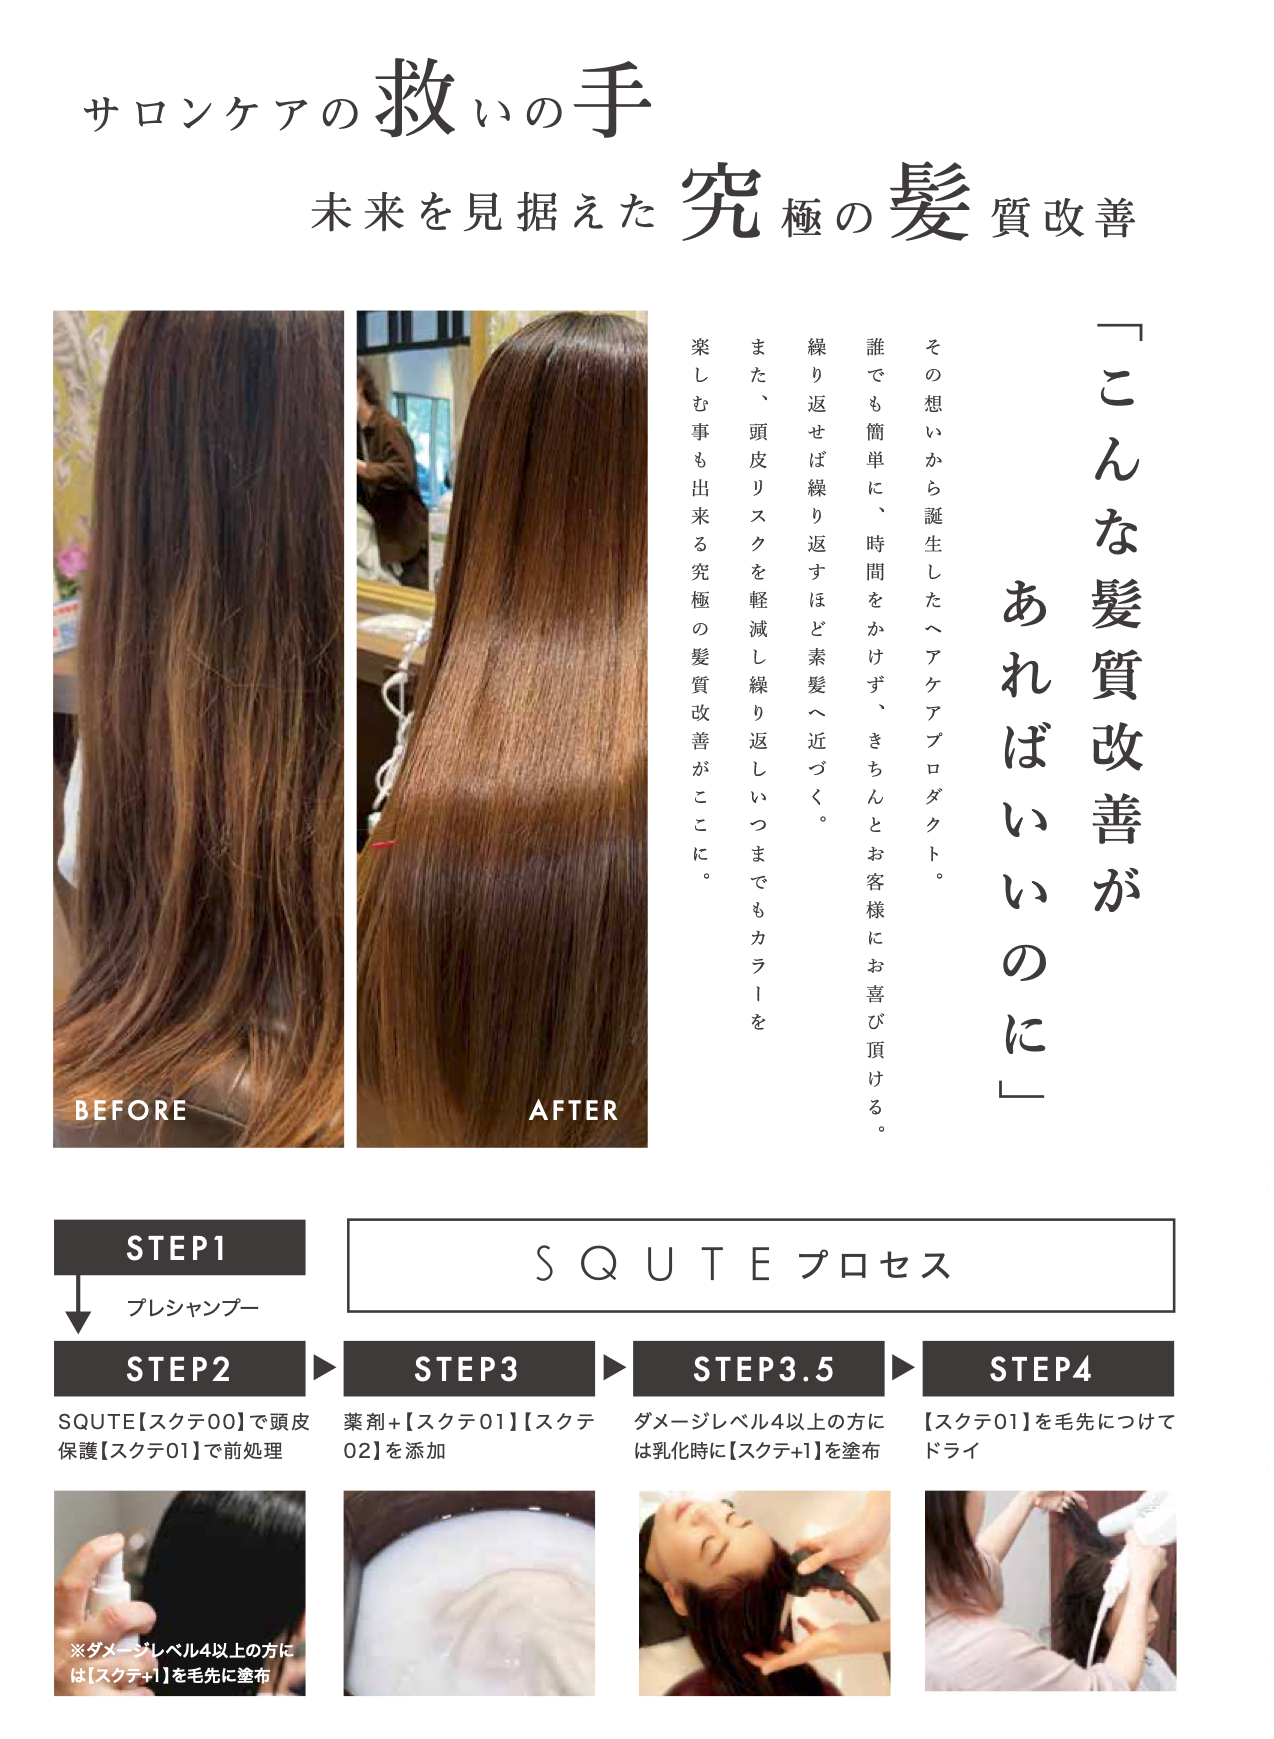 サロンケアの救いの手
未来を見据えた究極の髪質改善
「こんな髪質改善が
あればいいのに」
その想いから誕生したヘアケアプロダクト。
誰でも簡単に、時間をかけず、きちんとお客様にお喜び頂ける。
繰り返せば繰り返すほど素髪へ近づく。
また、頭皮リスクを軽減し繰り返しいつまでもカラーを
楽しむ事も出来る究極の髪質改善がここに。
BEFORE
AFTER
STEP1
プレシャンプー
SQUTE プロセス
STEP2
SQUTE【スクテ00】で頭皮
保護【スクテ01】で前処理
※ダメージレベル4以上の方に
は【スクテ+1】を毛先に塗布
STEP3
薬剤+【スクテ01】【スクテ
02】を添加
STEP3.5
ダメージレベル4以上の方に
は乳化時に【スクテ+1】を塗布
STEP4
【スクテ01】を毛先につけて
ドライ